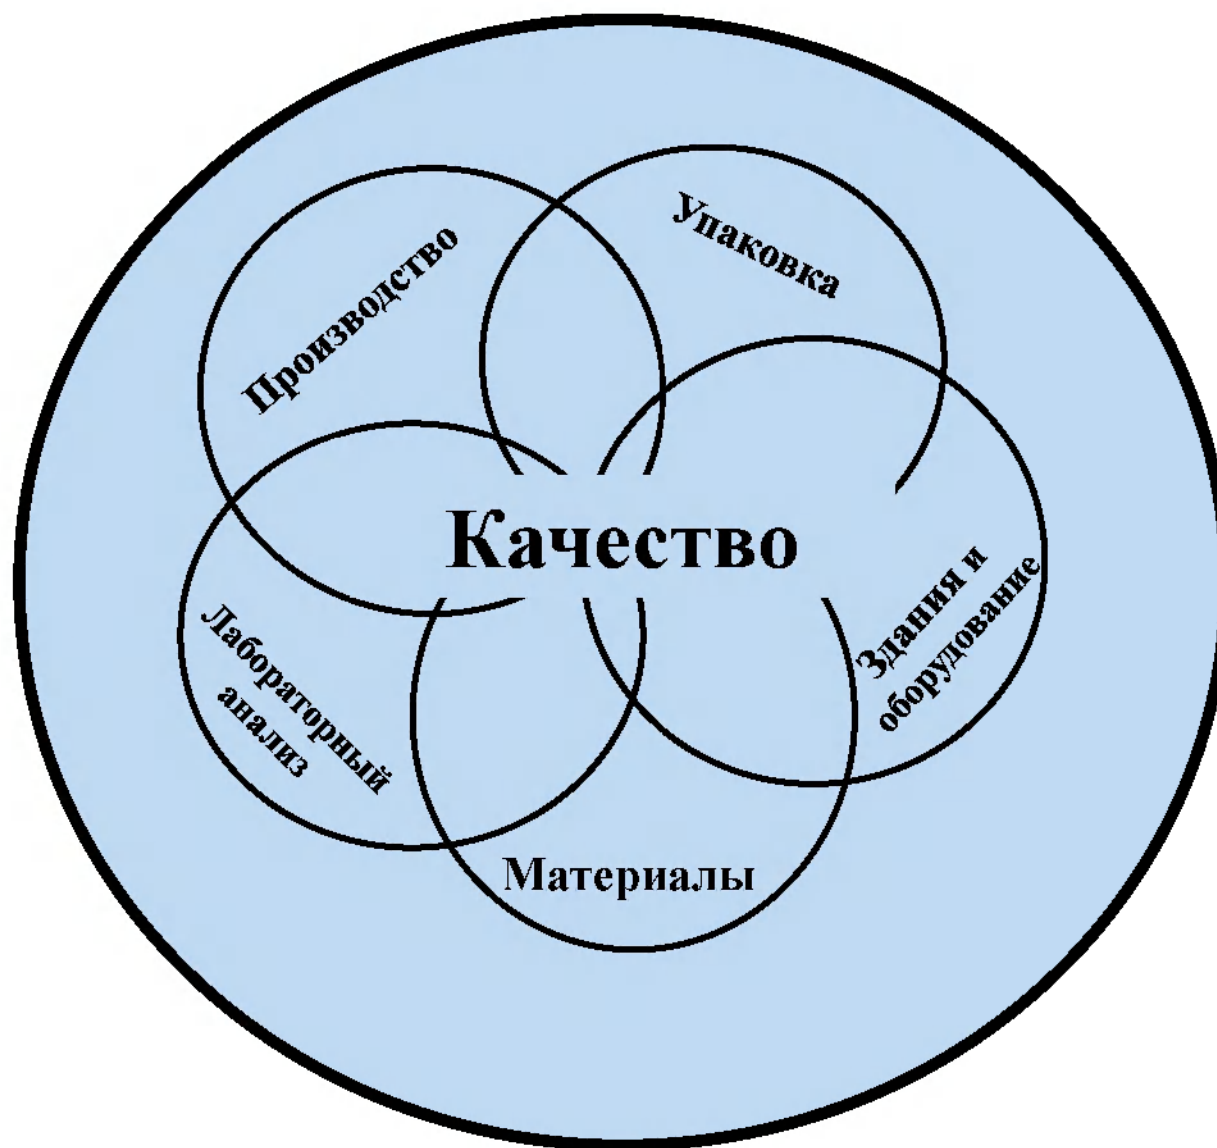 Производство
Упаковка
Качество
Здания и
оборудование
Лабораторный
анализ
Материалы